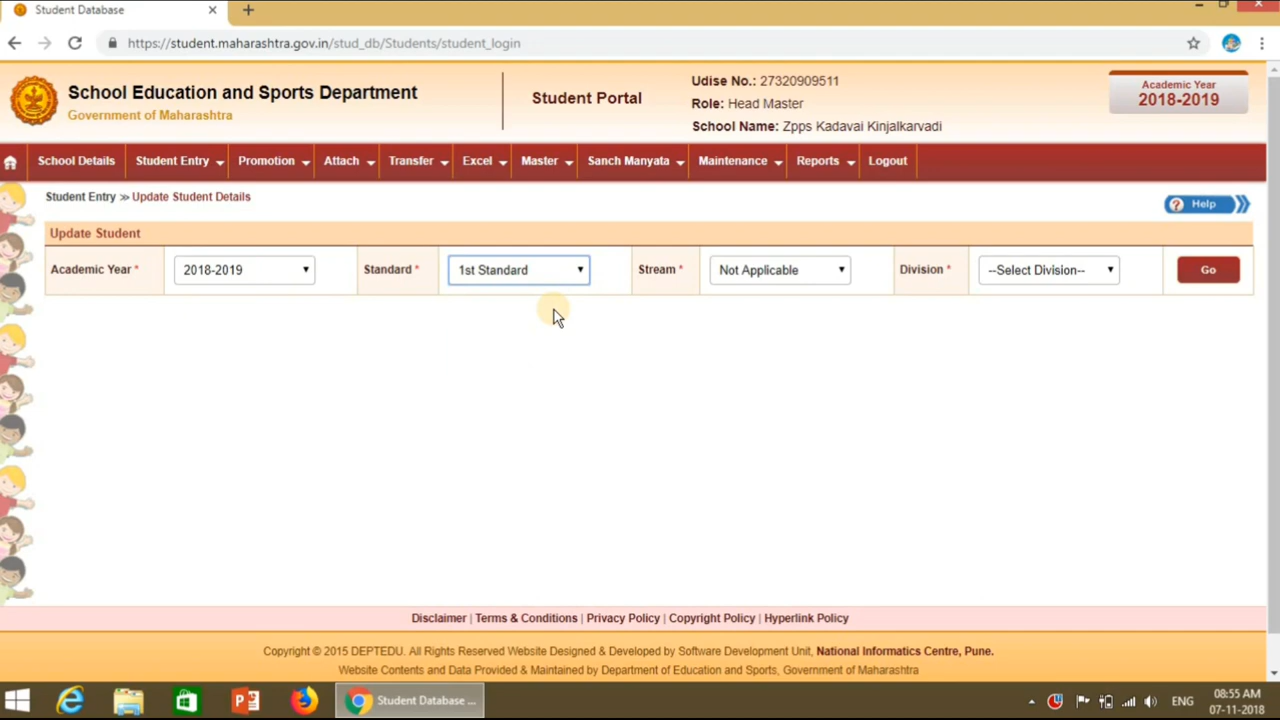 Student Database
https://student.maharashtra.gov.in/stud_db/Students/student_login
School Education and Sports Department
Government of Maharashtra
Student Portal
Udise No.: 27320909511
Role: Head Master
School Name: Zpps Kadavai Kinjalkarvadi
Academic Year
2018-2019
School Details Student Entry Promotion Attach Transfer Excel Master Sanch Manyata Maintenance Reports Logout
Student Entry >> Update Student Details
Help
Update Student
Academic Year * 2018-2019 Standard * 1st Standard Stream * Not Applicable Division * --Select Division-- Go
Disclaimer | Terms & Conditions | Privacy Policy | Copyright Policy | Hyperlink Policy
Copyright © 2015 DEPTEDU. All Rights Reserved Website Designed & Developed by Software Development Unit, National Informatics Centre, Pune.
Website Contents and Data Provided & Maintained by Department of Education and Sports, Government of Maharashtra
Student Database ...
ENG
08:55 AM
07-11-2018